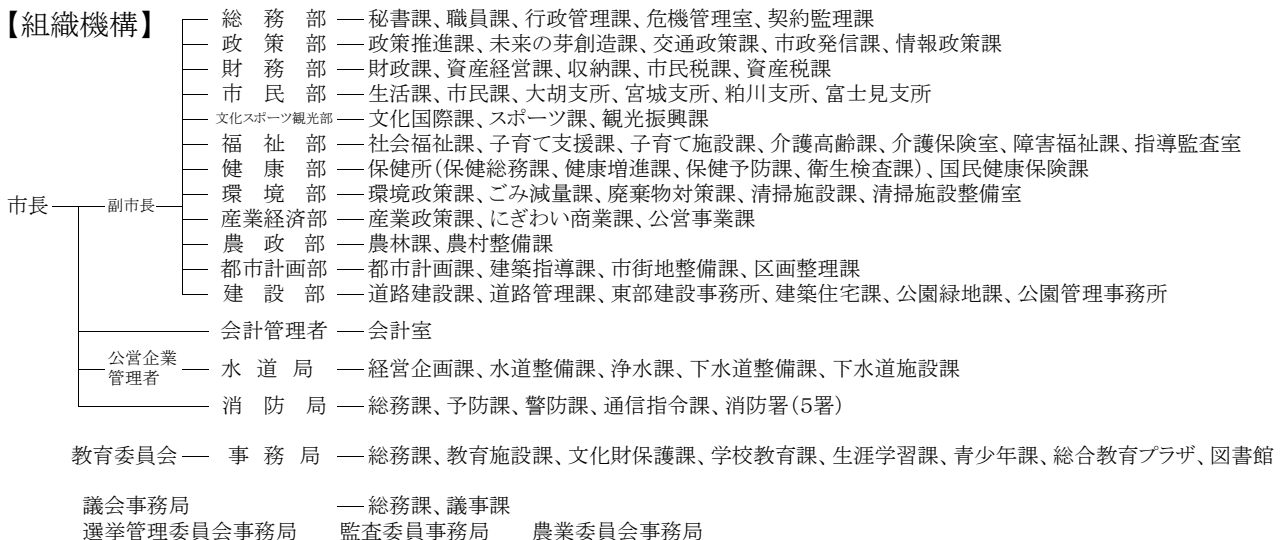 【組織機構】
総務部 秘書課、職員課、行政管理課、危機管理室、契約監理課
政策部 政策推進課、未来の芽創造課、交通政策課、市政発信課、情報政策課
財務部 財政課、資産経営課、収納課、市民税課、資産税課
市民部 生活課、市民課、大胡支所、宮城支所、粕川支所、富士見支所
文化スポーツ観光部 文化国際課、スポーツ課、観光振興課
福祉部 社会福祉課、子育て支援課、子育て施設課、介護高齢課、介護保険室、障害福祉課、指導監査室
健康部 保健所(保健総務課、健康増進課、保健予防課、衛生検査課)、国民健康保険課
環境部 環境政策課、ごみ減量課、廃棄物対策課、清掃施設課、清掃施設整備室
市長 副市長
産業経済部 産業政策課、にぎわい商業課、公営事業課
農政部 農林課、農村整備課
都市計画部 都市計画課、建築指導課、市街地整備課、区画整理課
建設部 道路建設課、道路管理課、東部建設事務所、建築住宅課、公園緑地課、公園管理事務所
会計管理者 会計室
公営企業
管理者
水道局 経営企画課、水道整備課、浄水課、下水道整備課、下水道施設課
消防局 総務課、予防課、警防課、通信指令課、消防署(5署)
教育委員会 事務局 総務課、教育施設課、文化財保護課、学校教育課、生涯学習課、青少年課、総合教育プラザ、図書館
議会事務局 総務課、議事課
選挙管理委員会事務局 監査委員事務局 農業委員会事務局